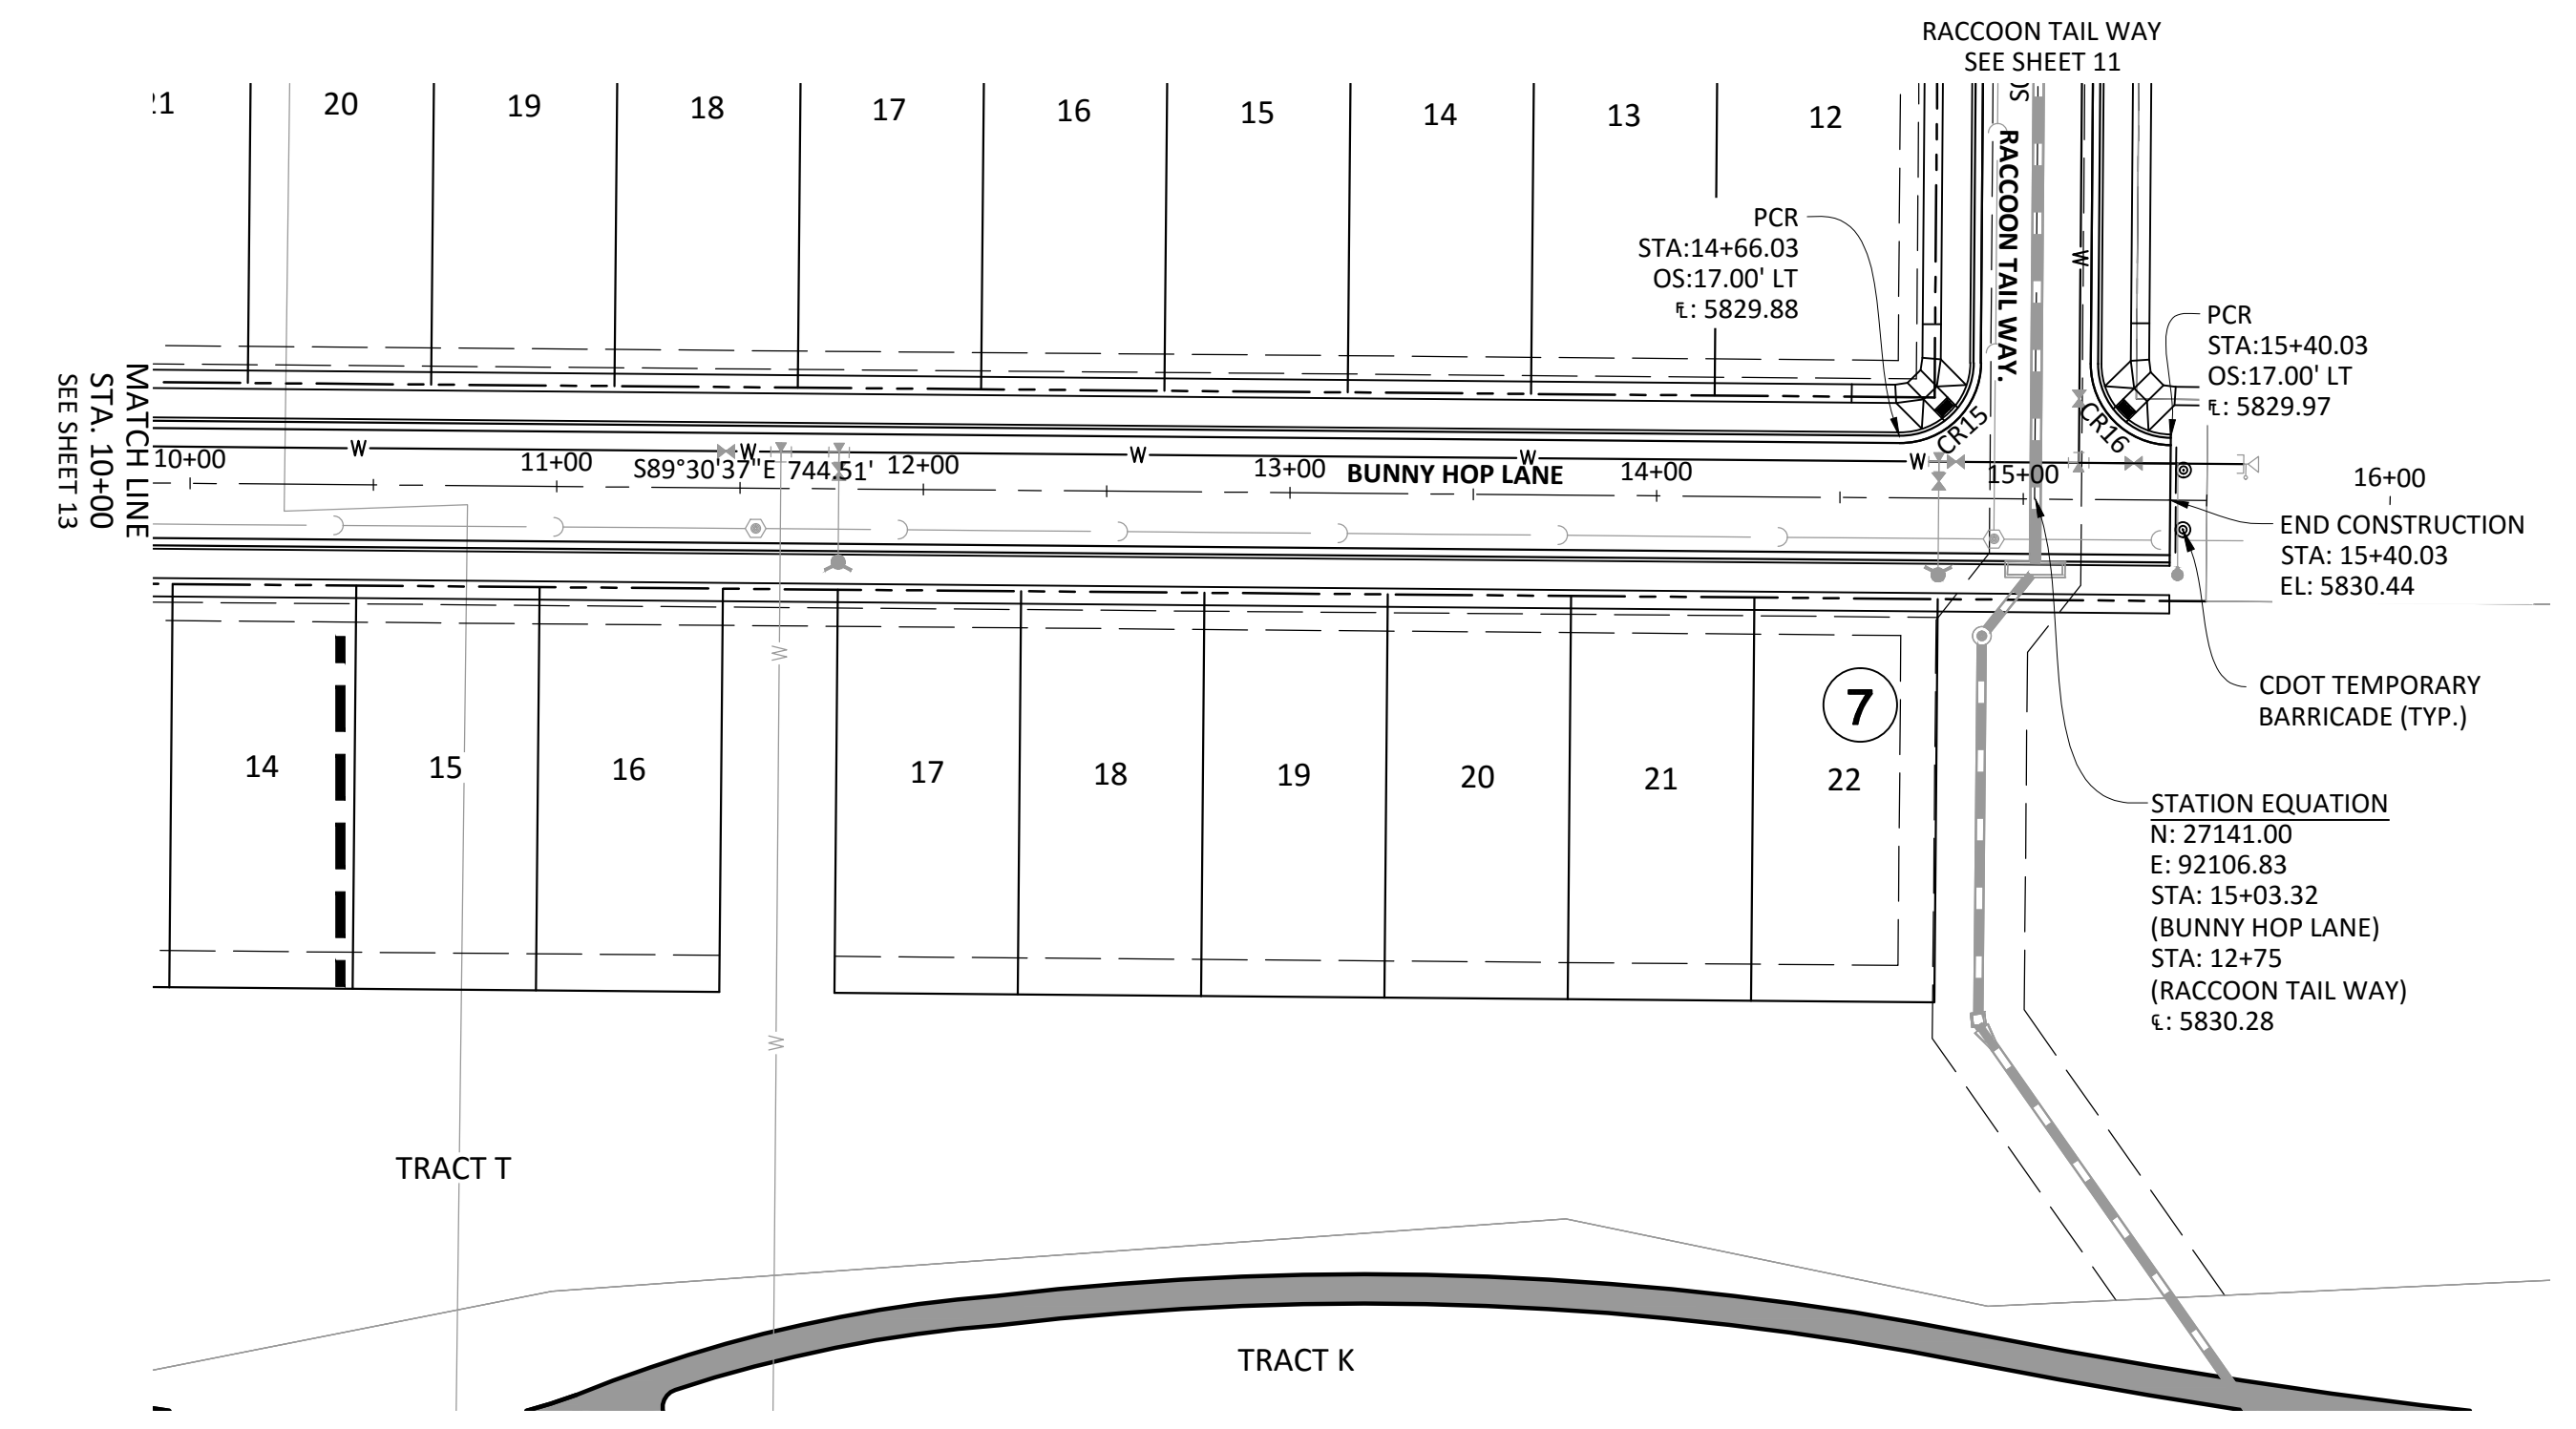 RACCOON TAIL WAY
SEE SHEET 11
20
19
18
17
16
15
14
13
12
RACCOON TAIL WAY.
W
PCR
STA:14+66.03
OS:17.00' LT
FL: 5829.88
PCR
STA:15+40.03
OS:17.00' LT
FL: 5829.97
CR15
CR16
MATCH LINE
STA. 10+00
SEE SHEET 13
W
W
W
W
W
10+00
11+00
S89°30'37"E 744.51'
12+00
13+00
BUNNY HOP LANE
14+00
15+00
16+00
END CONSTRUCTION
STA: 15+40.03
EL: 5830.44
CDOT TEMPORARY
BARRICADE (TYP.)
W
W
7
14
15
16
17
18
19
20
21
22
STATION EQUATION
N: 27141.00
E: 92106.83
STA: 15+03.32
(BUNNY HOP LANE)
STA: 12+75
(RACCOON TAIL WAY)
℄: 5830.28
TRACT T
TRACT K